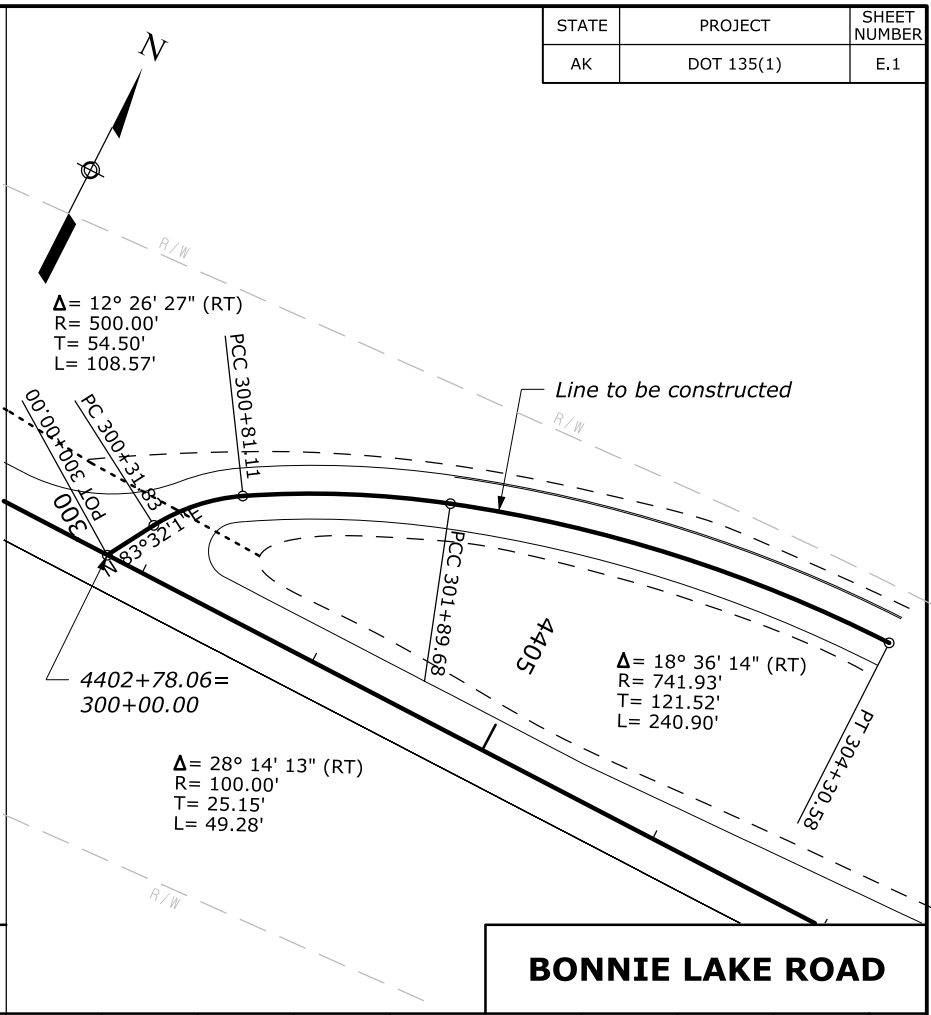 STATE PROJECT SHEET NUMBER
AK DOT 135(1) E.1
N
R/W
Δ= 12° 26' 27" (RT)
R= 500.00'
T= 54.50'
L= 108.57'
PCC 300+81.11
Line to be constructed
R/W
POT 300+00.00
PC 300+31.83
300
N 83°32'1" E
PCC 301+89.68
4405
4402+78.06=
300+00.00
Δ= 18° 36' 14" (RT)
R= 741.93'
T= 121.52'
L= 240.90'
PT 304+30.58
Δ= 28° 14' 13" (RT)
R= 100.00'
T= 25.15'
L= 49.28'
R/W
BONNIE LAKE ROAD